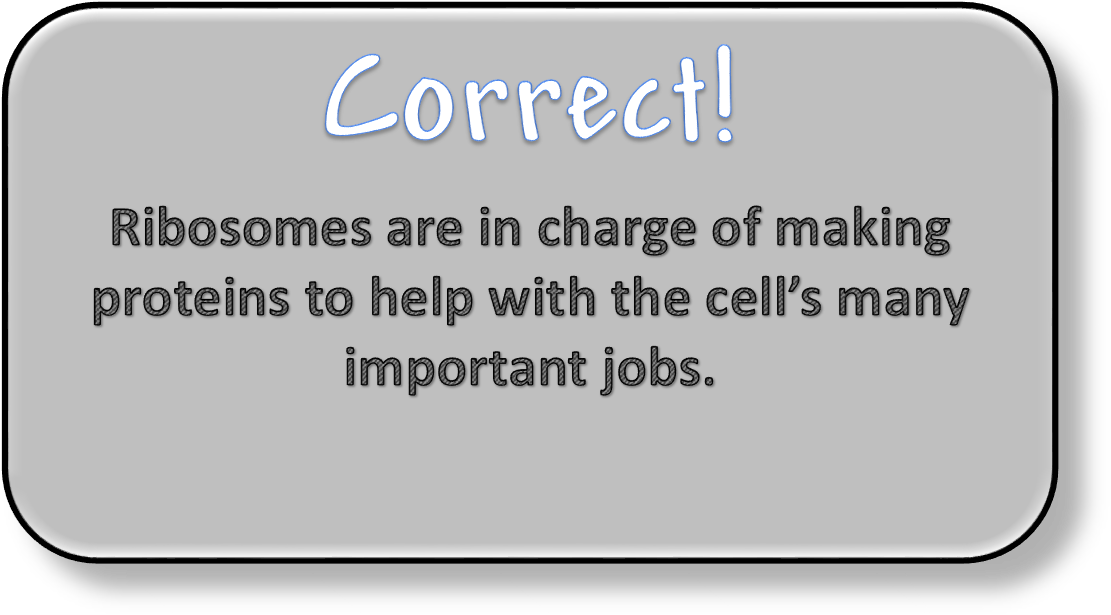 Correct!
Ribosomes are in charge of making
proteins to help with the cell’s many
important jobs.